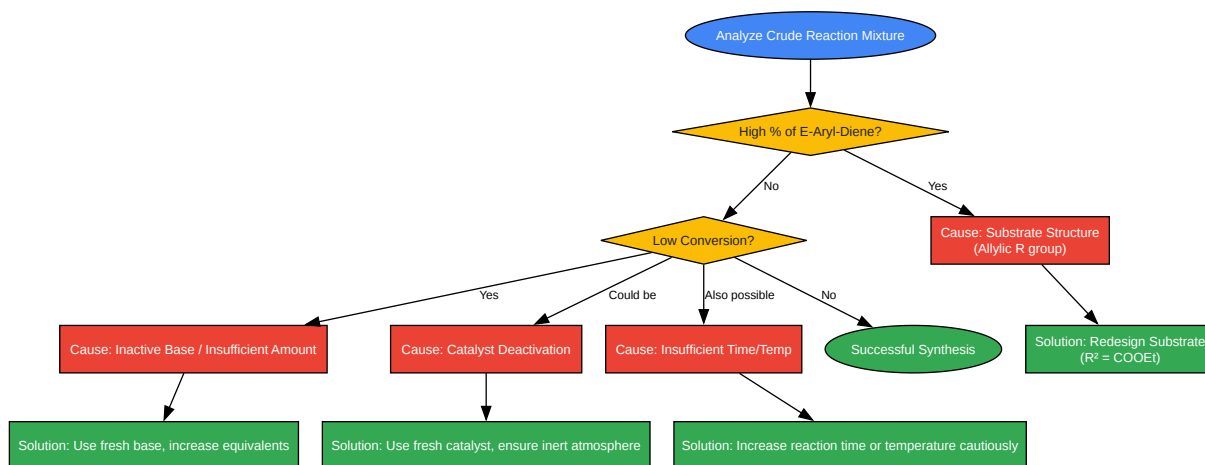 Analyze Crude Reaction Mixture
High % of E-Aryl-Diene?
No
Yes
Low Conversion?
Cause: Substrate Structure
(Allylic R group)
Yes
Could be
Also possible
No
Cause: Inactive Base / Insufficient Amount
Cause: Catalyst Deactivation
Cause: Insufficient Time/Temp
Successful Synthesis
Solution: Redesign Substrate
(R² = COOEt)
Solution: Use fresh base, increase equivalents
Solution: Use fresh catalyst, ensure inert atmosphere
Solution: Increase reaction time or temperature cautiously